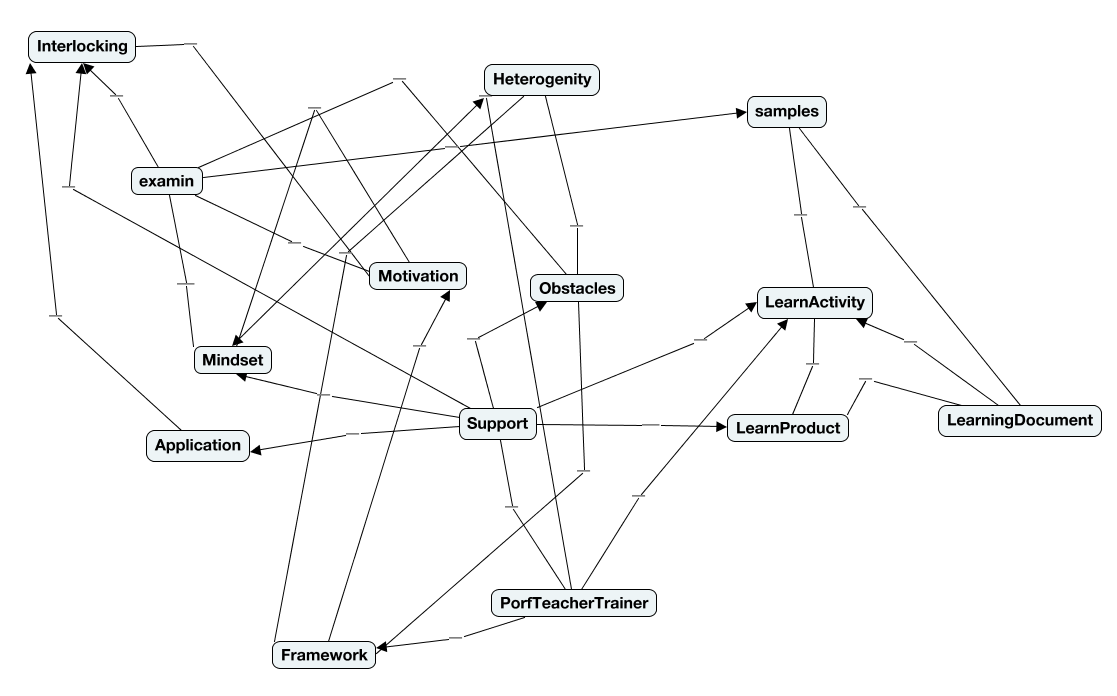 Interlocking
Heterogenity
samples
examin
Motivation
Obstacles
LearnActivity
Mindset
Support
LearnProduct
LearningDocument
Application
PorfTeacherTrainer
Framework